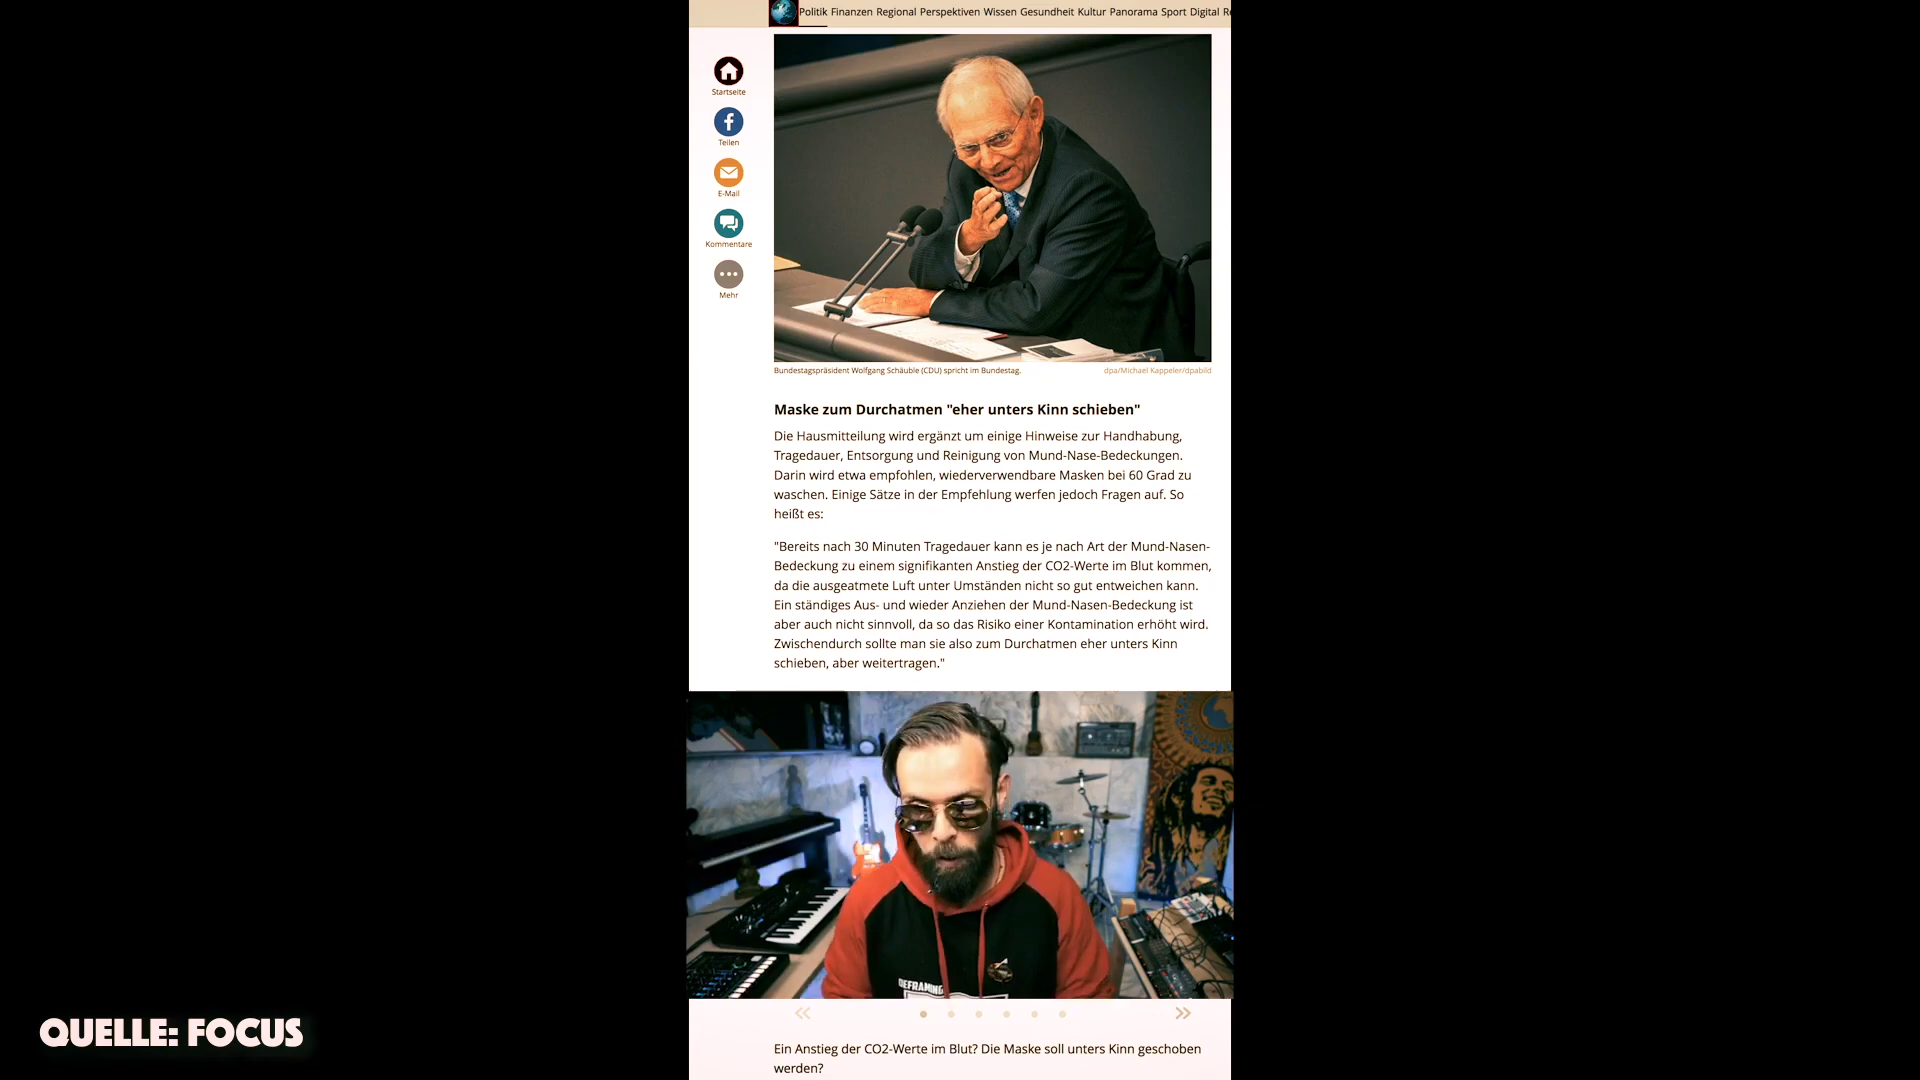 Politik Finanzen Regional Perspektiven Wissen Gesundheit Kultur Panorama Sport Digital
Startseite
Teilen
E-Mail
Kommentare
Mehr
Bundestagspräsident Wolfgang Schäuble (CDU) spricht im Bundestag.
dpa/Michael Kappeler/dpabild
Maske zum Durchatmen "eher unters Kinn schieben"
Die Hausmitteilung wird ergänzt um einige Hinweise zur Handhabung,
Tragedauer, Entsorgung und Reinigung von Mund-Nase-Bedeckungen.
Darin wird etwa empfohlen, wiederverwendbare Masken bei 60 Grad zu
waschen. Einige Sätze in der Empfehlung werfen jedoch Fragen auf. So
heißt es:
"Bereits nach 30 Minuten Tragedauer kann es je nach Art der Mund-Nasen-
Bedeckung zu einem signifikanten Anstieg der CO2-Werte im Blut kommen,
da die ausgeatmete Luft unter Umständen nicht so gut entweichen kann.
Ein ständiges Aus- und wieder Anziehen der Mund-Nasen-Bedeckung ist
aber auch nicht sinnvoll, da so das Risiko einer Kontamination erhöht wird.
Zwischendurch sollte man sie also zum Durchatmen eher unters Kinn
schieben, aber weitertragen."
DEFRAMING
QUELLE: FOCUS
Ein Anstieg der CO2-Werte im Blut? Die Maske soll unters Kinn geschoben
werden?